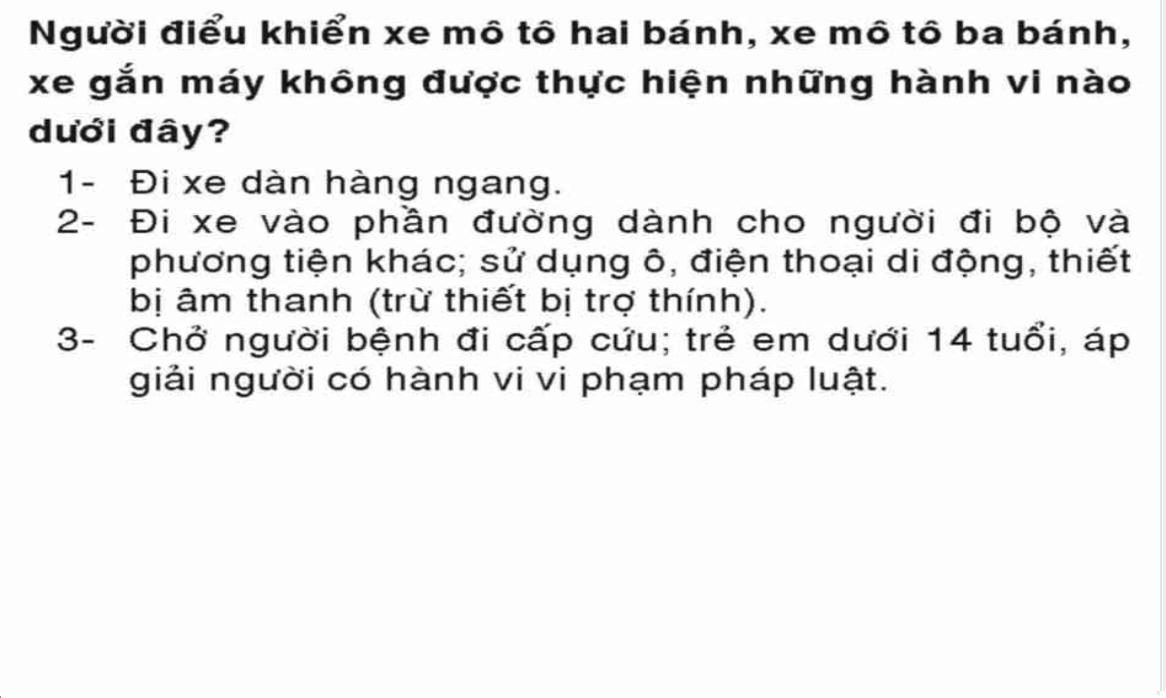 Người điểu khiển xe mô tô hai bánh, xe mô tô ba bánh,
xe gắn máy không được thực hiện những hành vi nào
dưới đây?
1- Đi xe dàn hàng ngang.
2- Đi xe vào phần đường dành cho người đi bộ và
phương tiện khác; sử dụng ô, điện thoại di động, thiết
bị âm thanh (trừ thiết bị trợ thính).
3- Chở người bệnh đi cấp cứu; trẻ em dưới 14 tuổi, áp
giải người có hành vi vi phạm pháp luật.